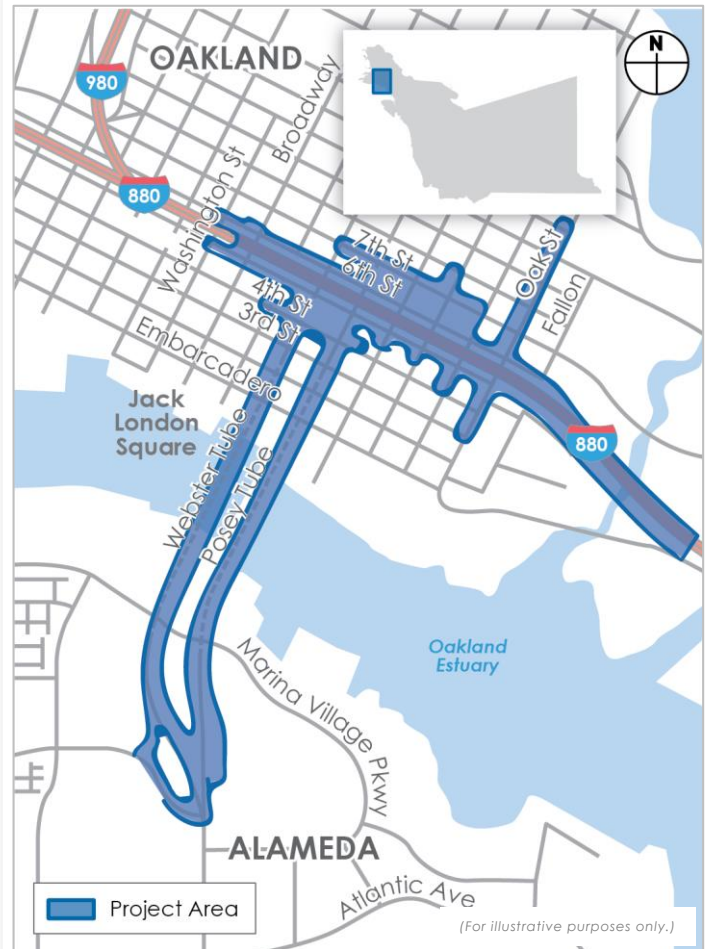 N
OAKLAND
980
Broadway
880
Washington St
7th St
6th St
Oak St
Fallon
4th St
3rd St
Embarcadero
Jack
London
Square
880
Webster Tube
Posey Tube
Oakland
Estuary
Marina Village Pkwy
ALAMEDA
Atlantic Ave
Project Area
(For illustrative purposes only.)